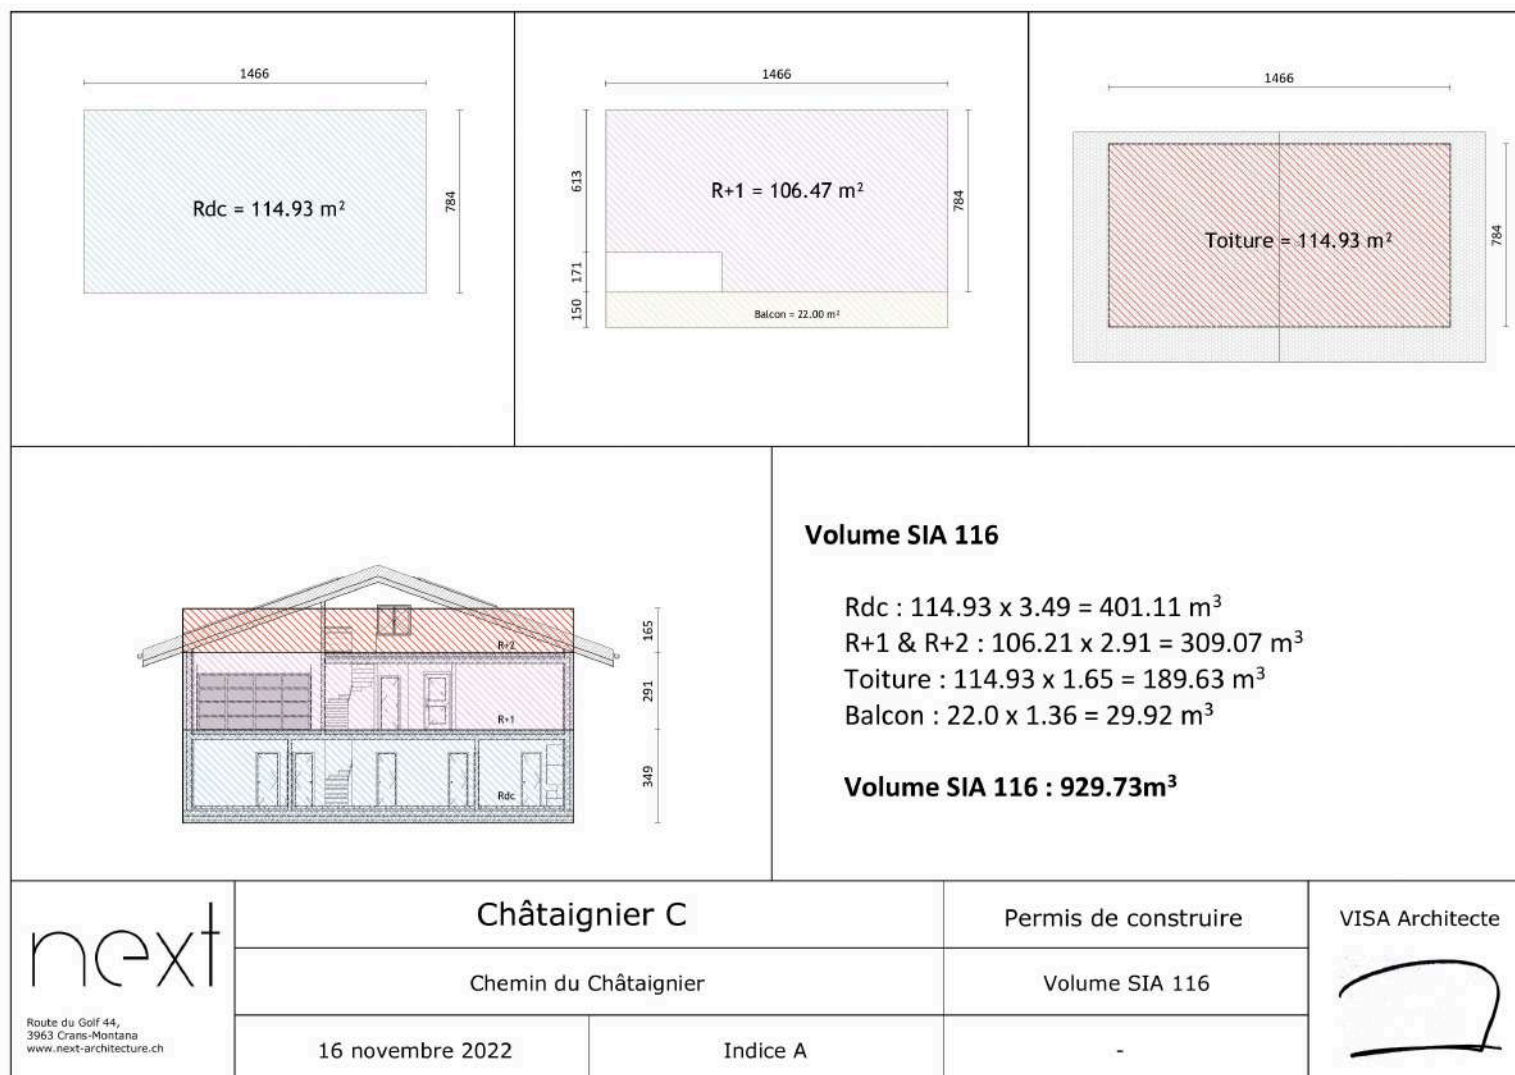 1466
Rdc = 114.93 m²
784
1466
613
171
150
R+1 = 106.47 m²
784
Balcon = 22.00 m²
1466
Toiture = 114.93 m²
784
R+2
R+1
Rdc
165
291
349
Volume SIA 116
Rdc : 114.93 x 3.49 = 401.11 m³
R+1 & R+2 : 106.21 x 2.91 = 309.07 m³
Toiture : 114.93 x 1.65 = 189.63 m³
Balcon : 22.0 x 1.36 = 29.92 m³
Volume SIA 116 : 929.73m³
next
Route du Golf 44,
3963 Crans-Montana
www.next-architecture.ch
Châtaignier C
Chemin du Châtaignier
16 novembre 2022
Indice A
Permis de construire
Volume SIA 116
-
VISA Architecte